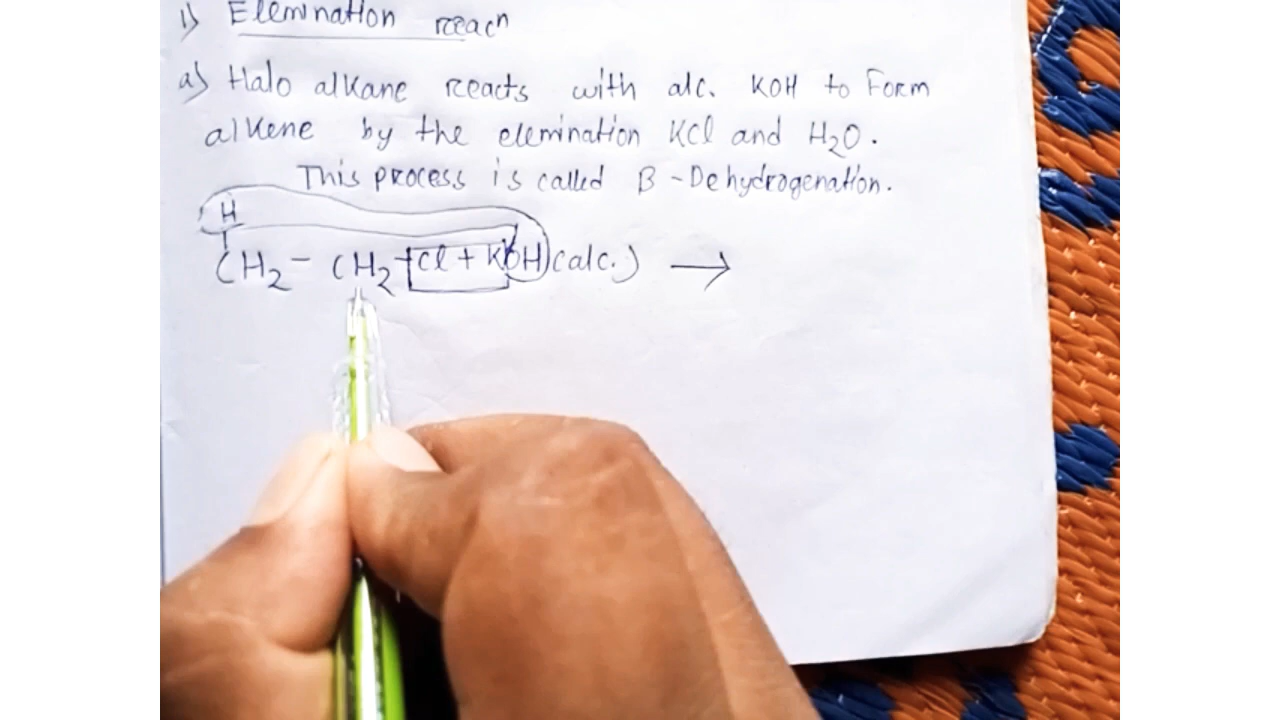 1) Elemination reacn
a) Halo alkane reacts with alc. KOH to Form
alkene by the elemination KCl and H2O.
This process is called B-Dehydrogenation.
H
CH2 - CH2 - Cl + KOH (alc.) →